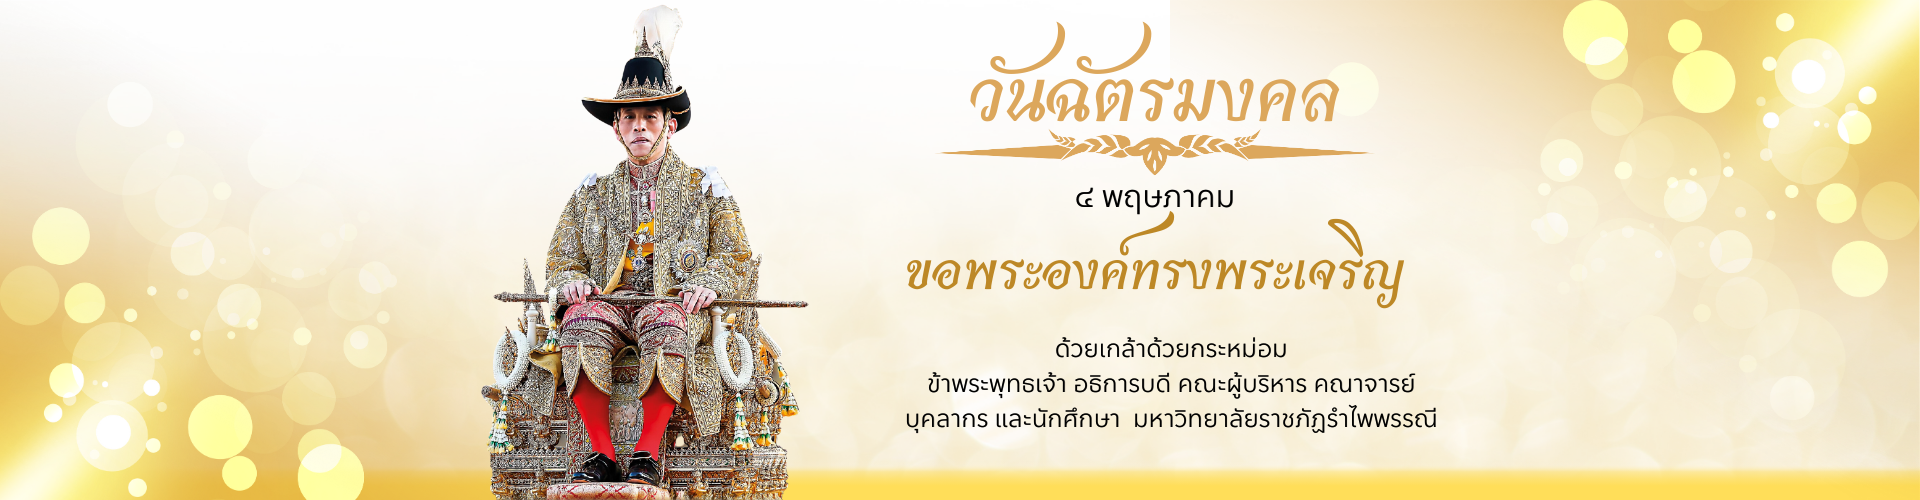 วันฉัตรมงคล
๔ พฤษภาคม
ขอพระองค์ทรงพระเจริญ
ด้วยเกล้าด้วยกระหม่อม
ข้าพระพุทธเจ้า อธิการบดี คณะผู้บริหาร คณาจารย์
บุคลากร และนักศึกษา มหาวิทยาลัยราชภัฏรำไพพรรณี